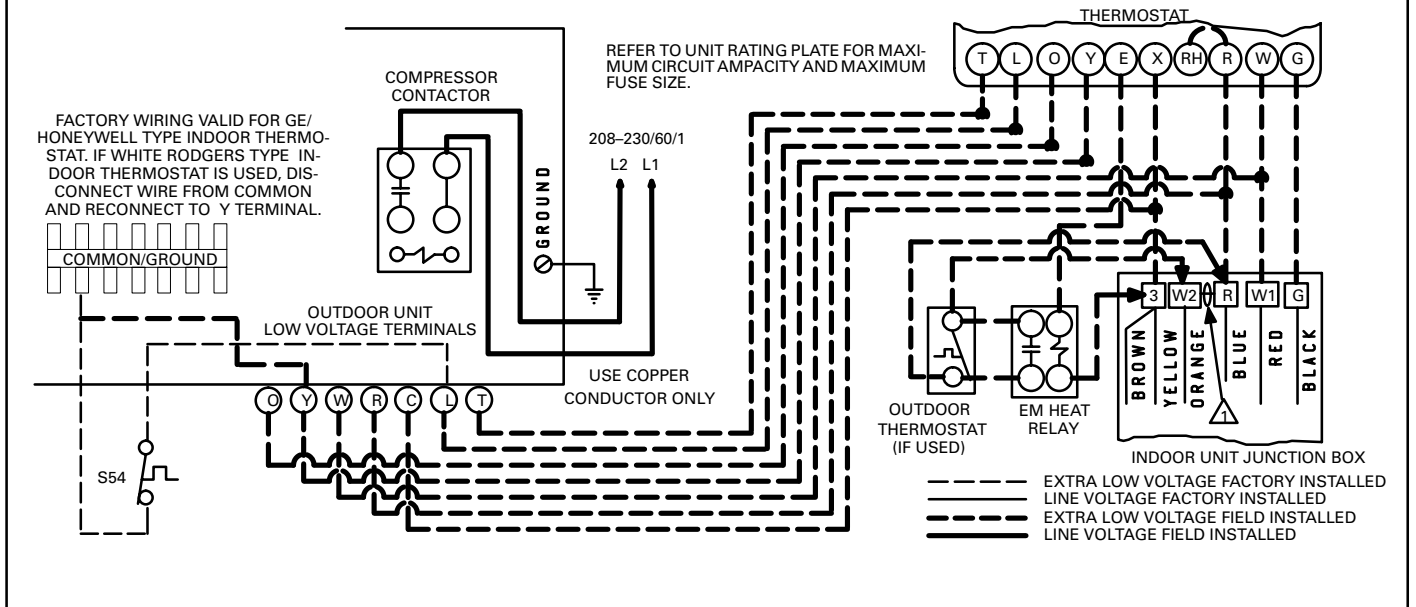 THERMOSTAT
T L O Y E X RH R W G
REFER TO UNIT RATING PLATE FOR MAXI-
MUM CIRCUIT AMPACITY AND MAXIMUM
FUSE SIZE.
COMPRESSOR
CONTACTOR
FACTORY WIRING VALID FOR GE/
HONEYWELL TYPE INDOOR THERMO-
STAT. IF WHITE RODGERS TYPE IN-
DOOR THERMOSTAT IS USED, DIS-
CONNECT WIRE FROM COMMON
AND RECONNECT TO Y TERMINAL.
208–230/60/1
L2 L1
GROUND
COMMON/GROUND
OUTDOOR UNIT
LOW VOLTAGE TERMINALS
3 W2 R W1 G
BROWN
YELLOW
ORANGE
BLUE
RED
BLACK
1
USE COPPER
CONDUCTOR ONLY
O Y W R C L T
OUTDOOR
THERMOSTAT
(IF USED)
EM HEAT
RELAY
INDOOR UNIT JUNCTION BOX
S54
EXTRA LOW VOLTAGE FACTORY INSTALLED
LINE VOLTAGE FACTORY INSTALLED
EXTRA LOW VOLTAGE FIELD INSTALLED
LINE VOLTAGE FIELD INSTALLED